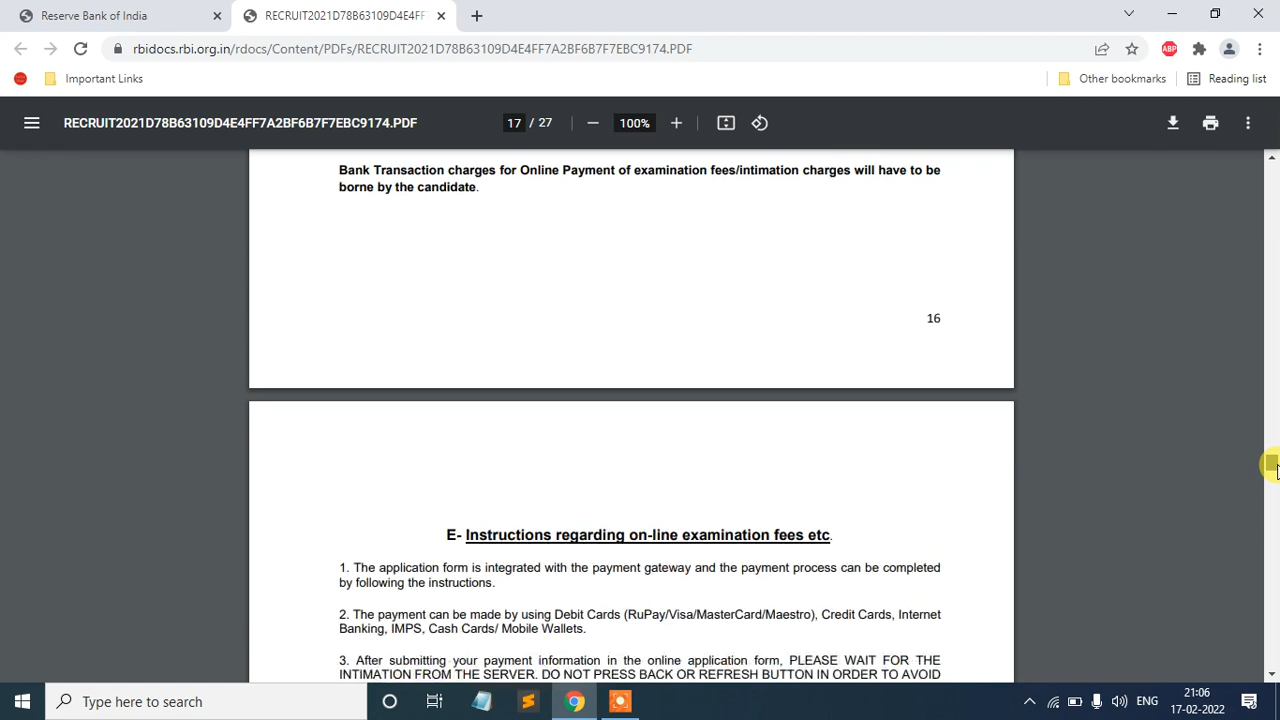 Reserve Bank of India
RECRUIT2021D78B63109D4E4FF
rbidocs.rbi.org.in/rdocs/Content/PDFs/RECRUIT2021D78B63109D4E4FF7A2BF6B7F7EBC9174.PDF
ABP
Important Links
Other bookmarks
Reading list
RECRUIT2021D78B63109D4E4FF7A2BF6B7F7EBC9174.PDF
17 / 27
100%
Bank Transaction charges for Online Payment of examination fees/intimation charges will have to be
borne by the candidate.
16
E- Instructions regarding on-line examination fees etc.
1. The application form is integrated with the payment gateway and the payment process can be completed
by following the instructions.
2. The payment can be made by using Debit Cards (RuPay/Visa/MasterCard/Maestro), Credit Cards, Internet
Banking, IMPS, Cash Cards/ Mobile Wallets.
3. After submitting your payment information in the online application form, PLEASE WAIT FOR THE
INTIMATION FROM THE SERVER. DO NOT PRESS BACK OR REFRESH BUTTON IN ORDER TO AVOID
Type here to search
ENG
21:06
17-02-2022